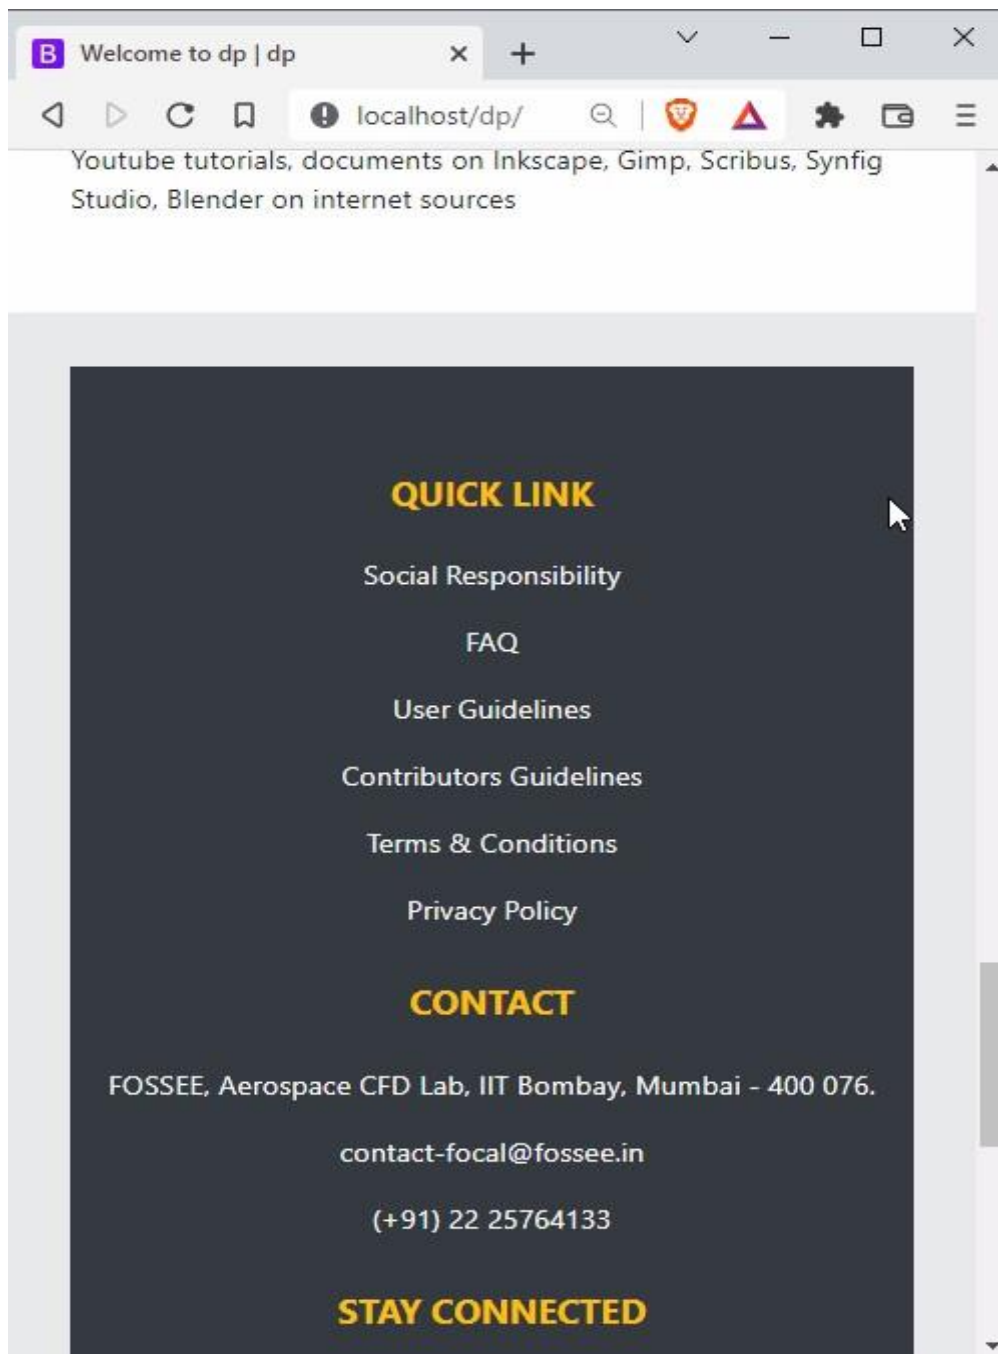 B Welcome to dp | dp
localhost/dp/
Youtube tutorials, documents on Inkscape, Gimp, Scribus, Synfig
Studio, Blender on internet sources
QUICK LINK
Social Responsibility
FAQ
User Guidelines
Contributors Guidelines
Terms & Conditions
Privacy Policy
CONTACT
FOSSEE, Aerospace CFD Lab, IIT Bombay, Mumbai - 400 076.
contact-focal@fossee.in
(+91) 22 25764133
STAY CONNECTED